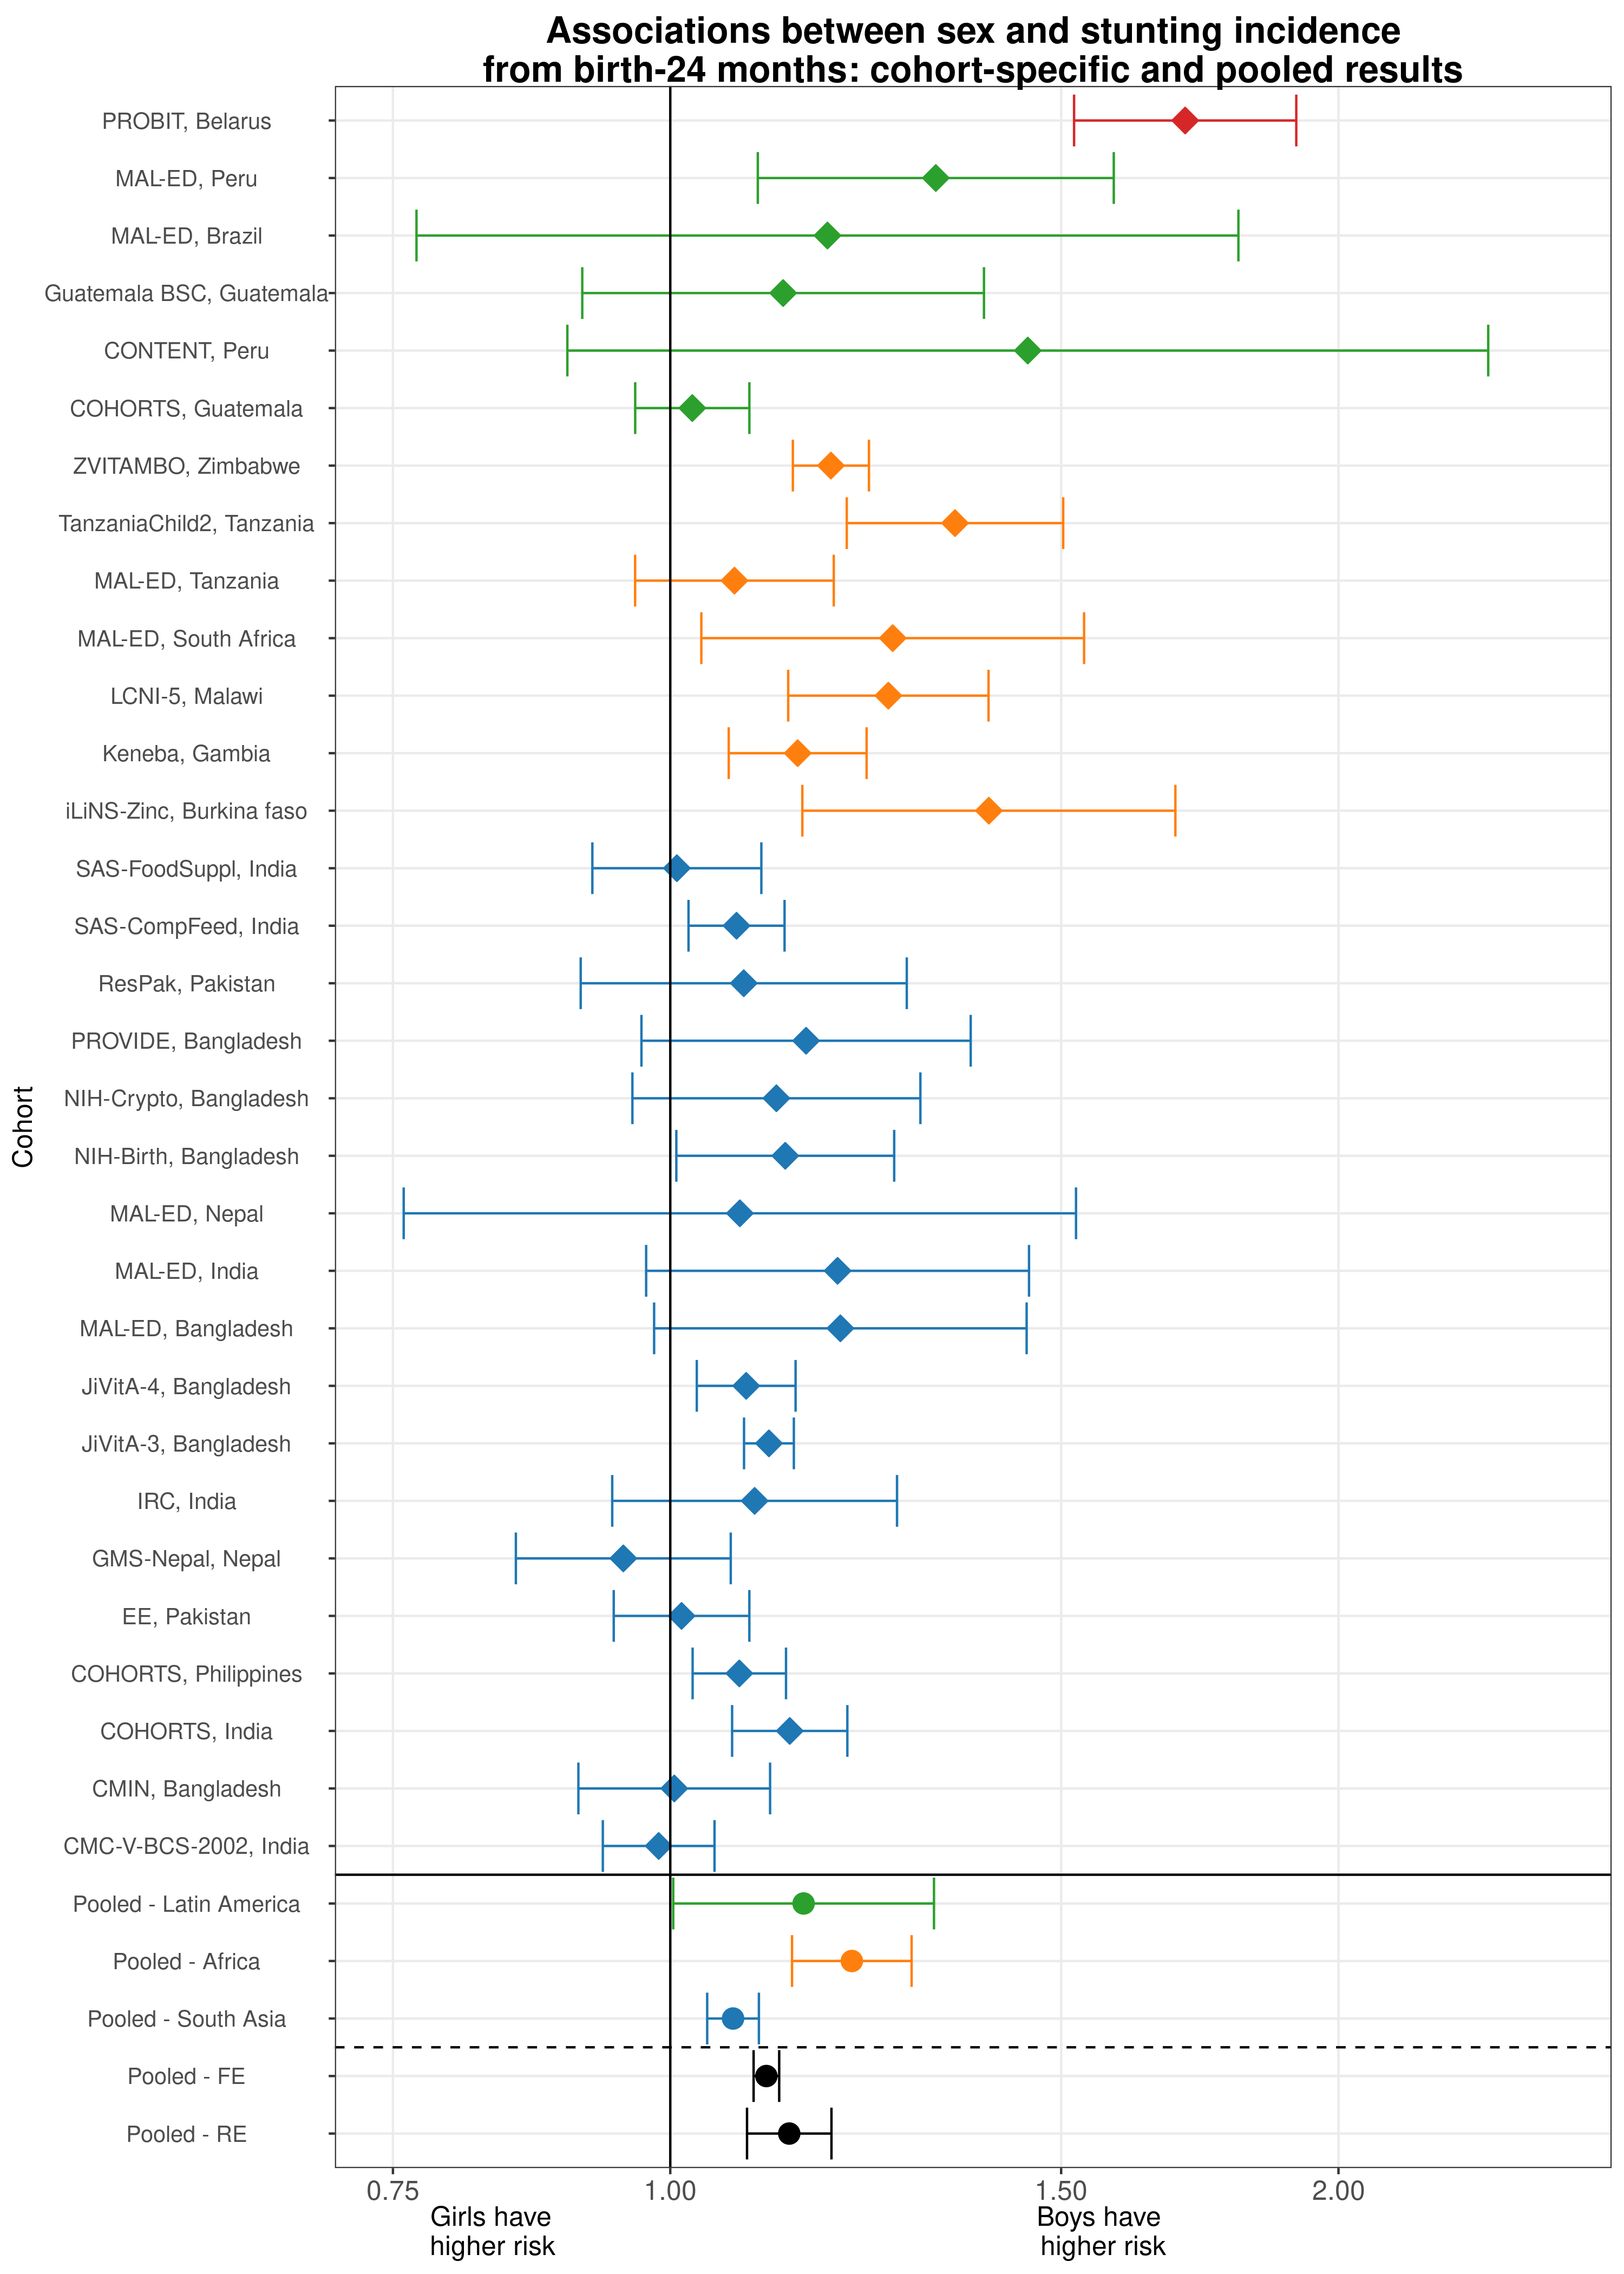 Associations between sex and stunting incidence
from birth-24 months: cohort-specific and pooled results
PROBIT, Belarus
MAL-ED, Peru
MAL-ED, Brazil
Guatemala BSC, Guatemala
CONTENT, Peru
COHORTS, Guatemala
ZVITAMBO, Zimbabwe
TanzaniaChild2, Tanzania
MAL-ED, Tanzania
MAL-ED, South Africa
LCNI-5, Malawi
Keneba, Gambia
iLiNS-Zinc, Burkina faso
SAS-FoodSuppl, India
SAS-CompFeed, India
ResPak, Pakistan
PROVIDE, Bangladesh
NIH-Crypto, Bangladesh
NIH-Birth, Bangladesh
MAL-ED, Nepal
MAL-ED, India
MAL-ED, Bangladesh
JiVitA-4, Bangladesh
JiVitA-3, Bangladesh
IRC, India
GMS-Nepal, Nepal
EE, Pakistan
COHORTS, Philippines
COHORTS, India
CMIN, Bangladesh
CMC-V-BCS-2002, India
Pooled - Latin America
Pooled - Africa
Pooled - South Asia
Pooled - FE
Pooled - RE
Cohort
0.75 1.00 1.50 2.00
Girls have
higher risk
Boys have
higher risk